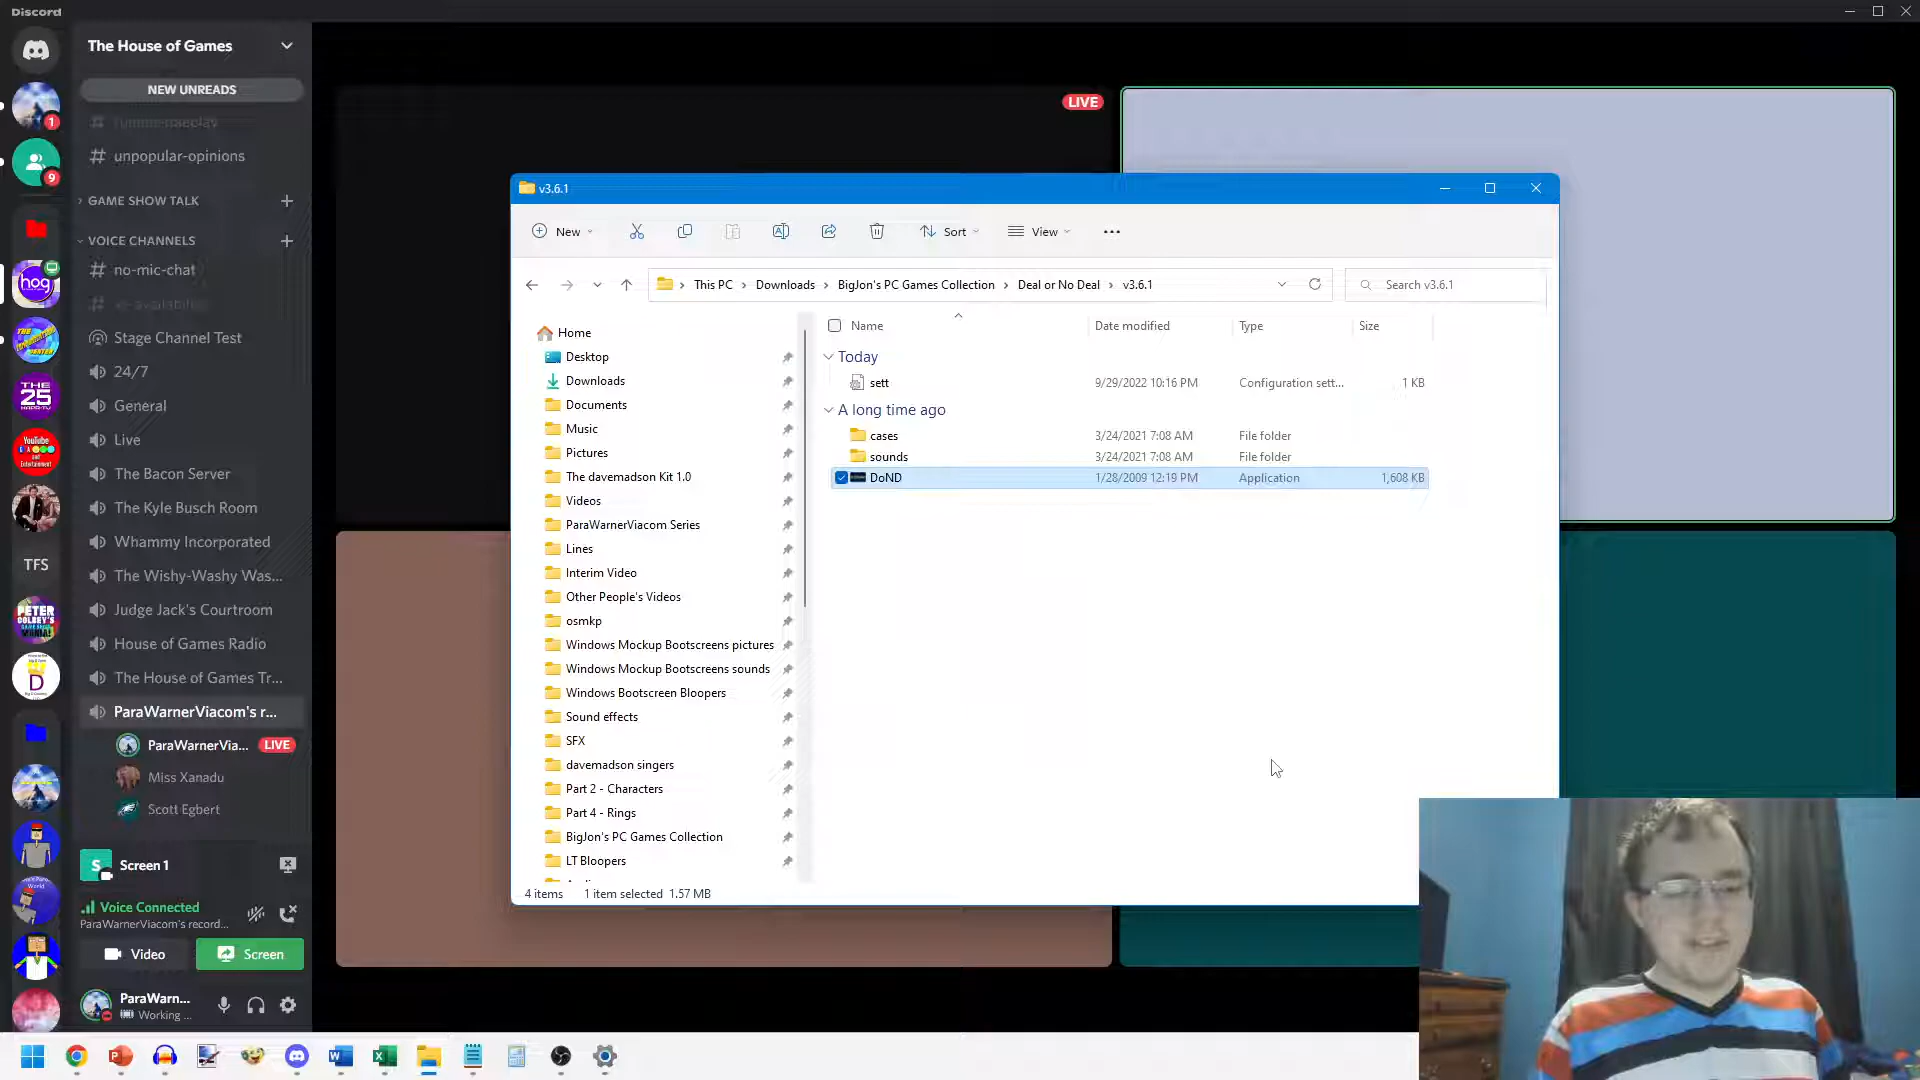 Discord
The House of Games
NEW UNREADS
unpopular-opinions
GAME SHOW TALK
VOICE CHANNELS
no-mic-chat
Stage Channel Test
24/7
General
Live
The Bacon Server
The Kyle Busch Room
Whammy Incorporated
The Wishy-Washy Was...
Judge Jack's Courtroom
House of Games Radio
The House of Games Tr...
ParaWarnerViacom's r...
ParaWarnerVia... LIVE
Miss Xanadu
Scott Egbert
S Screen 1
Voice Connected
ParaWarnerViacom's record...
Video Screen
ParaWarn...
Working ...
1
9
hog
THE 25
YouTube
TFS
PETER COLBEY'S
D
LIVE
v3.6.1
New Sort View
This PC > Downloads > BigJon's PC Games Collection > Deal or No Deal > v3.6.1
Search v3.6.1
Home
Desktop
Downloads
Documents
Music
Pictures
The davemadson Kit 1.0
Videos
ParaWarnerViacom Series
Lines
Interim Video
Other People's Videos
osmkp
Windows Mockup Bootscreens pictures
Windows Mockup Bootscreens sounds
Windows Bootscreen Bloopers
Sound effects
SFX
davemadson singers
Part 2 - Characters
Part 4 - Rings
BigJon's PC Games Collection
LT Bloopers
Name Date modified Type Size
Today
sett 9/29/2022 10:16 PM Configuration sett... 1 KB
A long time ago
cases 3/24/2021 7:08 AM File folder
sounds 3/24/2021 7:08 AM File folder
DoND 1/28/2009 12:19 PM Application 1,608 KB
4 items 1 item selected 1.57 MB